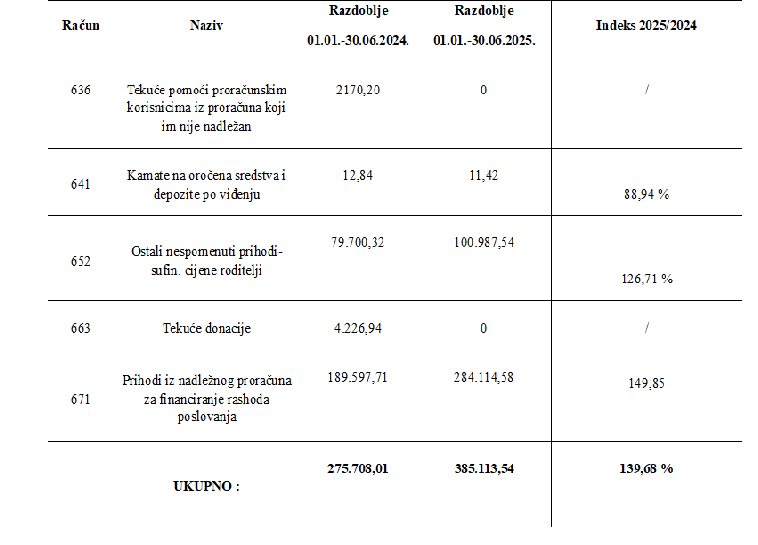 Račun Naziv Razdoblje 01.01.-30.06.2024. Razdoblje 01.01.-30.06.2025. Indeks 2025/2024
636 Tekuće pomoći proračunskim 2170,20 0 /
korisnicima iz proračuna koji
im nije nadležan
641 Kamate na oročena sredstva i 12,84 11,42 88,94 %
depozite po viđenju
652 Ostali nespomenuti prihodi- 79.700,32 100.987,54 126,71 %
sufin. cijene roditelji
663 Tekuće donacije 4.226,94 0 /
671 Prihodi iz nadležnog proračuna 189.597,71 284.114,58 149,85
za financiranje rashoda
poslovanja
UKUPNO : 275.708,01 385.113,54 139,68 %